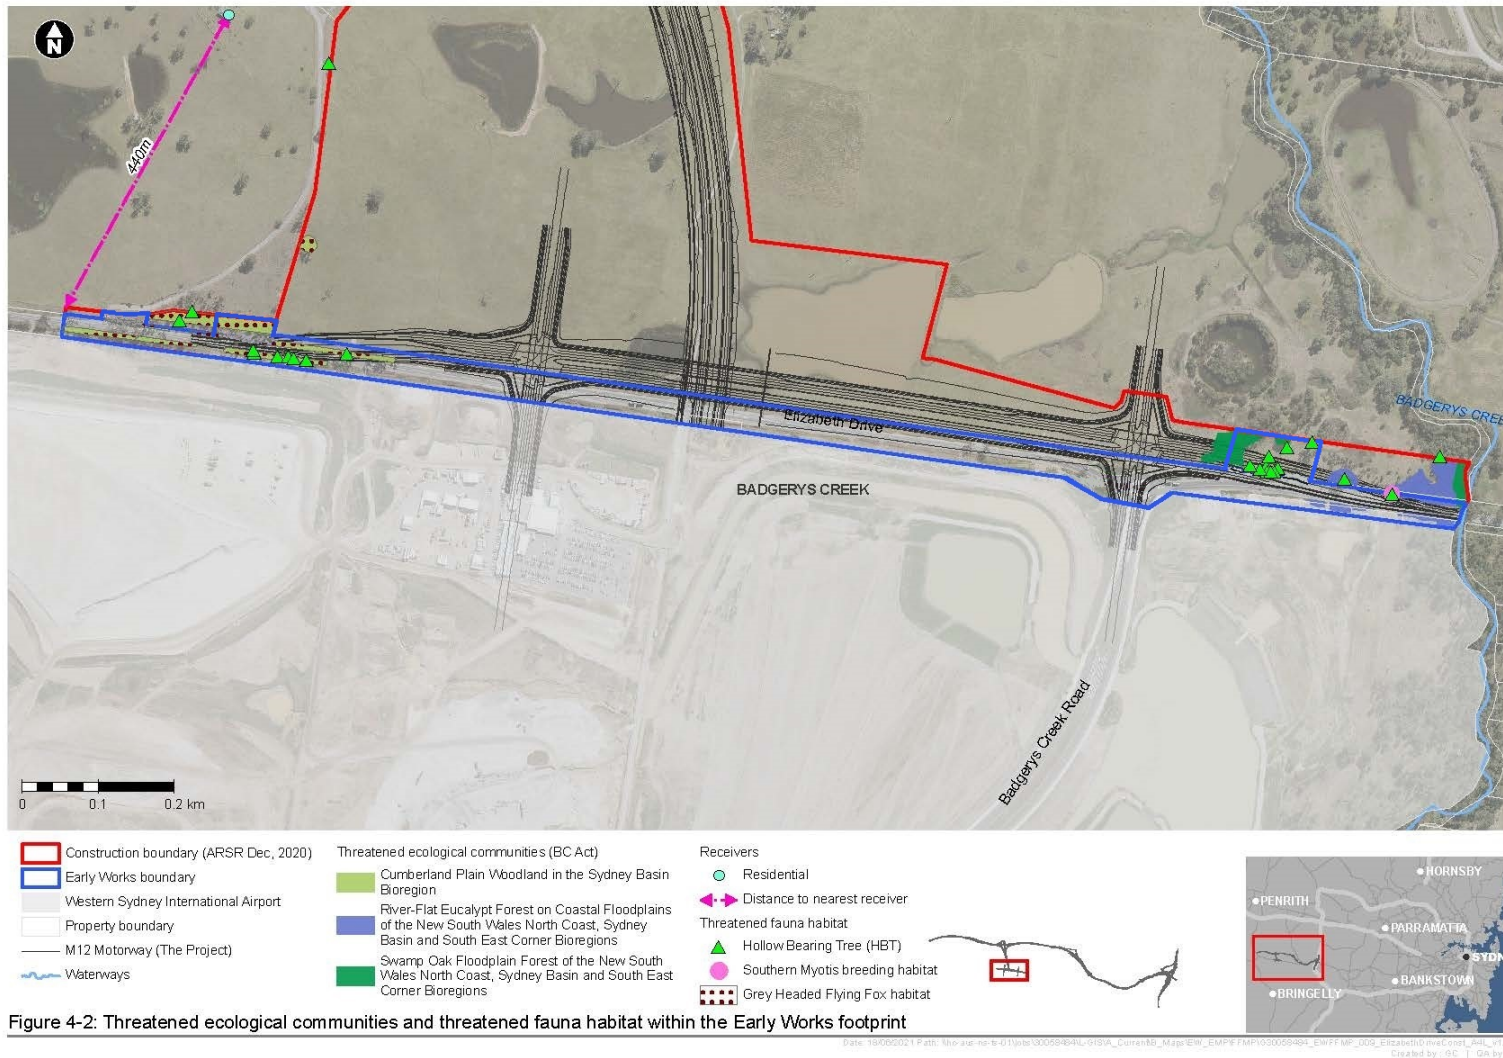 N
440m
Elizabeth Drive
BADGERYS CREEK
Badgerys Creek Road
0 0.1 0.2 km
Construction boundary (ARSR Dec, 2020)
Early Works boundary
Western Sydney International Airport
Property boundary
M12 Motorway (The Project)
Waterways
Threatened ecological communities (BC Act)
Cumberland Plain Woodland in the Sydney Basin
Bioregion
River-Flat Eucalypt Forest on Coastal Floodplains
of the New South Wales North Coast, Sydney
Basin and South East Corner Bioregions
Swamp Oak Floodplain Forest of the New South
Wales North Coast, Sydney Basin and South East
Corner Bioregions
Receivers
Residential
Distance to nearest receiver
Threatened fauna habitat
Hollow Bearing Tree (HBT)
Southern Myotis breeding habitat
Grey Headed Flying Fox habitat
HORNSBY
PENRITH
PARRAMATTA
SYDN
BANKSTOWN
BRINGELLY
Figure 4-2: Threatened ecological communities and threatened fauna habitat within the Early Works footprint
BADGERYS CREE
Created by : GC